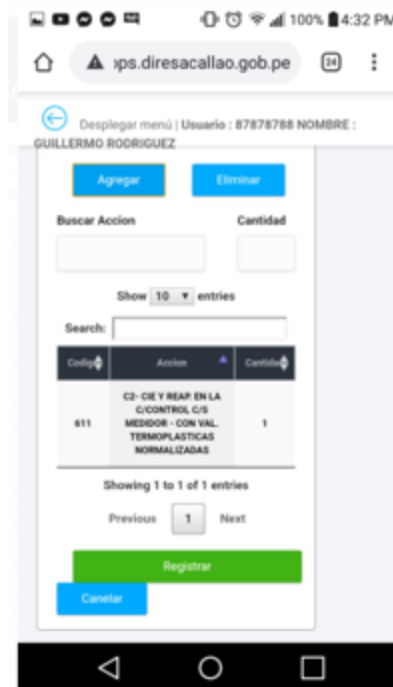 100% 4:32 PM
ops.diresacallao.gob.pe 24
Desplegar menú | Usuario : 87878788 NOMBRE :
GUILLERMO RODRIGUEZ
Agregar Eliminar
Buscar Accion Cantidad
Show 10 entries
Search:
Codigo Accion Cantidad
C2- CIE Y REAP. EN LA
C/CONTROL C/S
611 MEDIDOR - CON VAL. 1
TERMOPLASTICAS
NORMALIZADAS
Showing 1 to 1 of 1 entries
Previous 1 Next
Registrar
Canelar